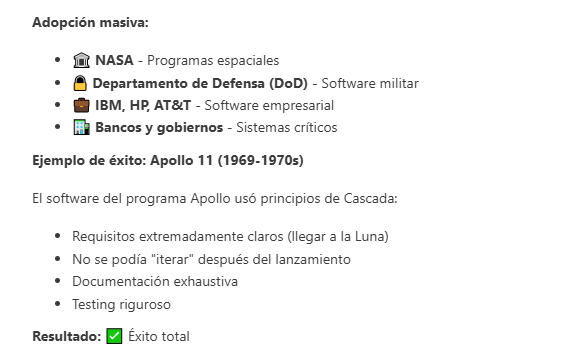 Adopción masiva:
🏛️ NASA - Programas espaciales
🔒 Departamento de Defensa (DoD) - Software militar
💼 IBM, HP, AT&T - Software empresarial
🏦 Bancos y gobiernos - Sistemas críticos
Ejemplo de éxito: Apollo 11 (1969-1970s)
El software del programa Apollo usó principios de Cascada:
Requisitos extremadamente claros (llegar a la Luna)
No se podía "iterar" después del lanzamiento
Documentación exhaustiva
Testing riguroso
Resultado: ✅ Éxito total